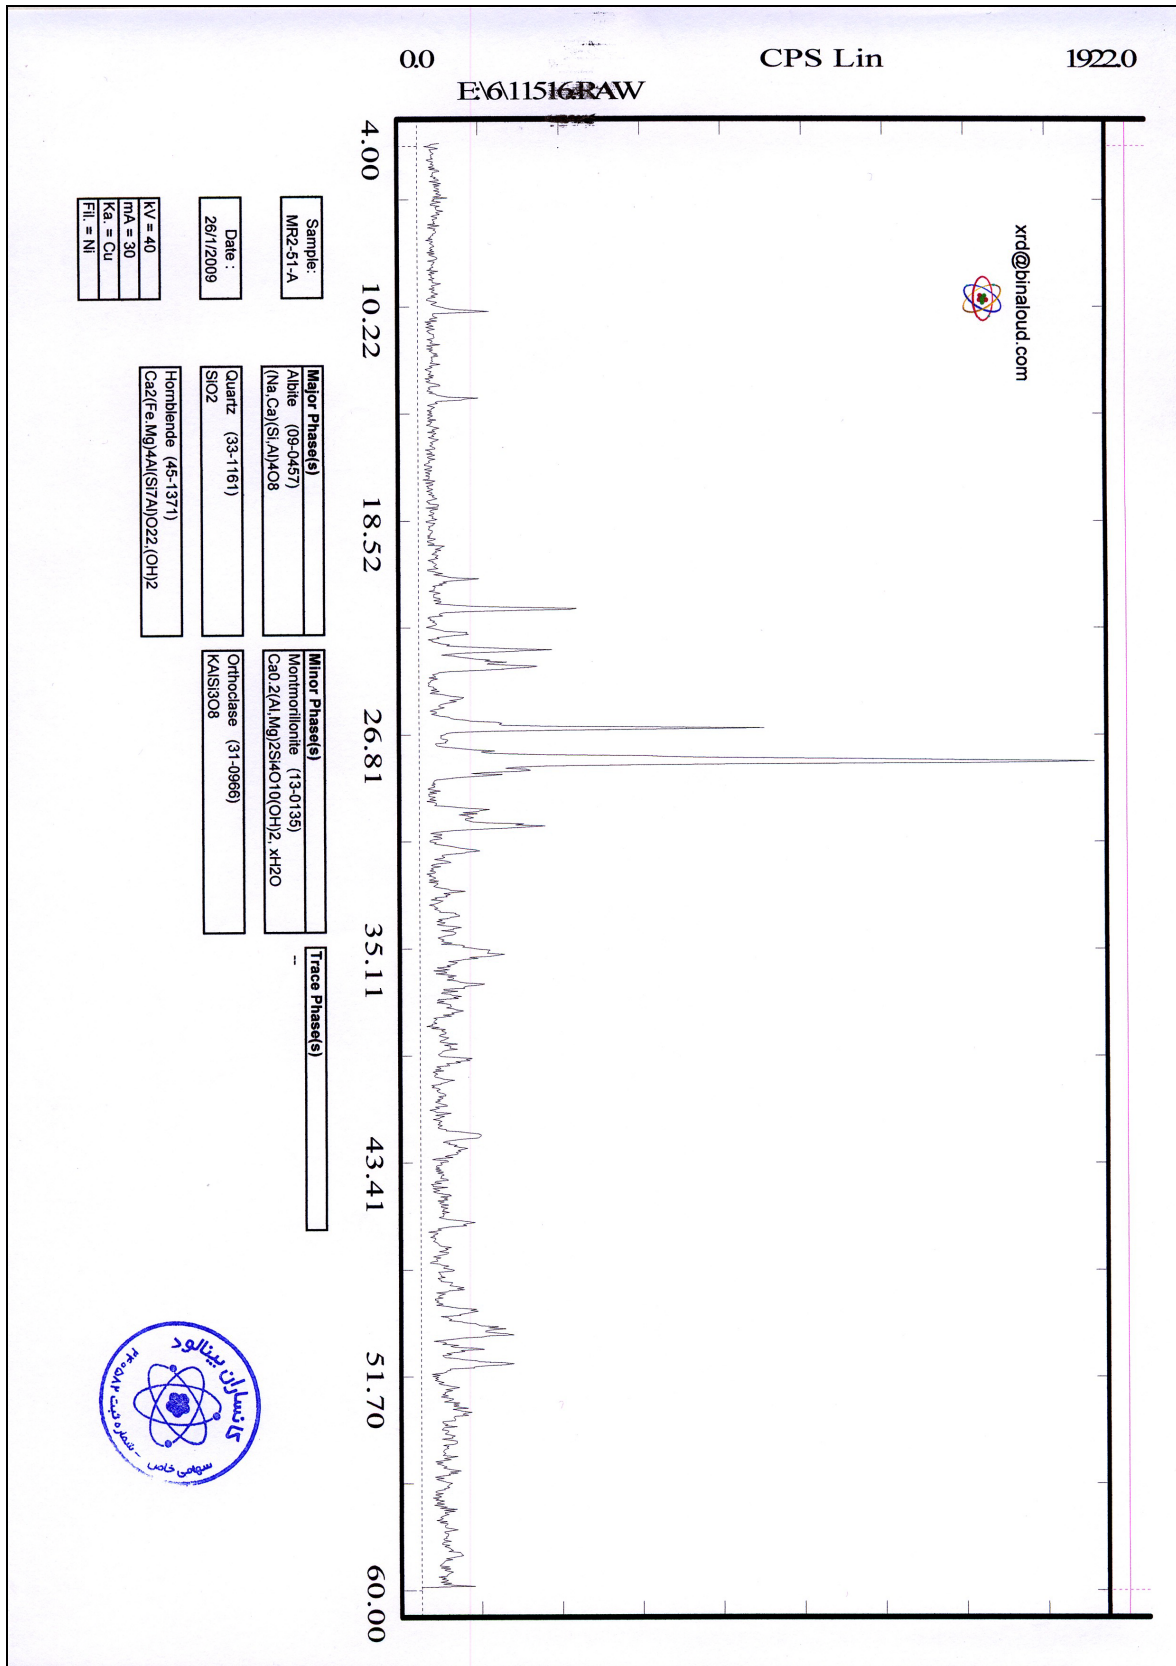 0.0
CPS Lin
1922.0
E:\6\11516.RAW
4.00
10.22
18.52
26.81
35.11
43.41
51.70
60.00
xrd@binaloud.com
Sample:
MR2-51-A
Date :
26/1/2009
kV = 40
mA = 30
Ka. = Cu
Fil. = Ni
Major Phase(s)
Albite (09-0457)
(Na,Ca)(Si,Al)4O8
Quartz (33-1161)
SiO2
Hornblende (45-1371)
Ca2(Fe.Mg)4Al(Si7Al)O22,(OH)2
Minor Phase(s)
Montmorillonite (13-0135)
Ca0.2(Al,Mg)2Si4O10(OH)2, xH2O
Orthoclase (31-0966)
KAlSi3O8
Trace Phase(s)
--
کانساران بینالود
سهامی خاص - شماره ثبت